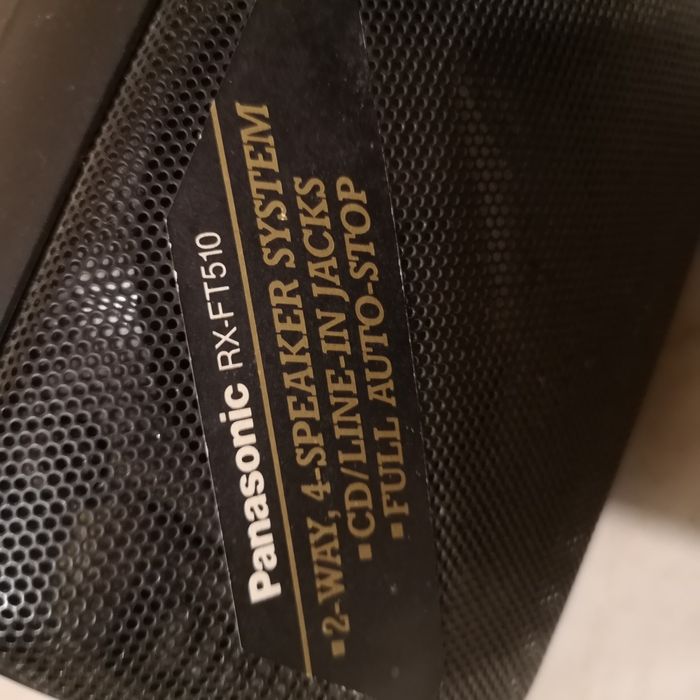 Panasonic RX-FT510
▪2-WAY, 4-SPEAKER SYSTEM
▪CD/LINE-IN JACKS
▪FULL AUTO-STOP